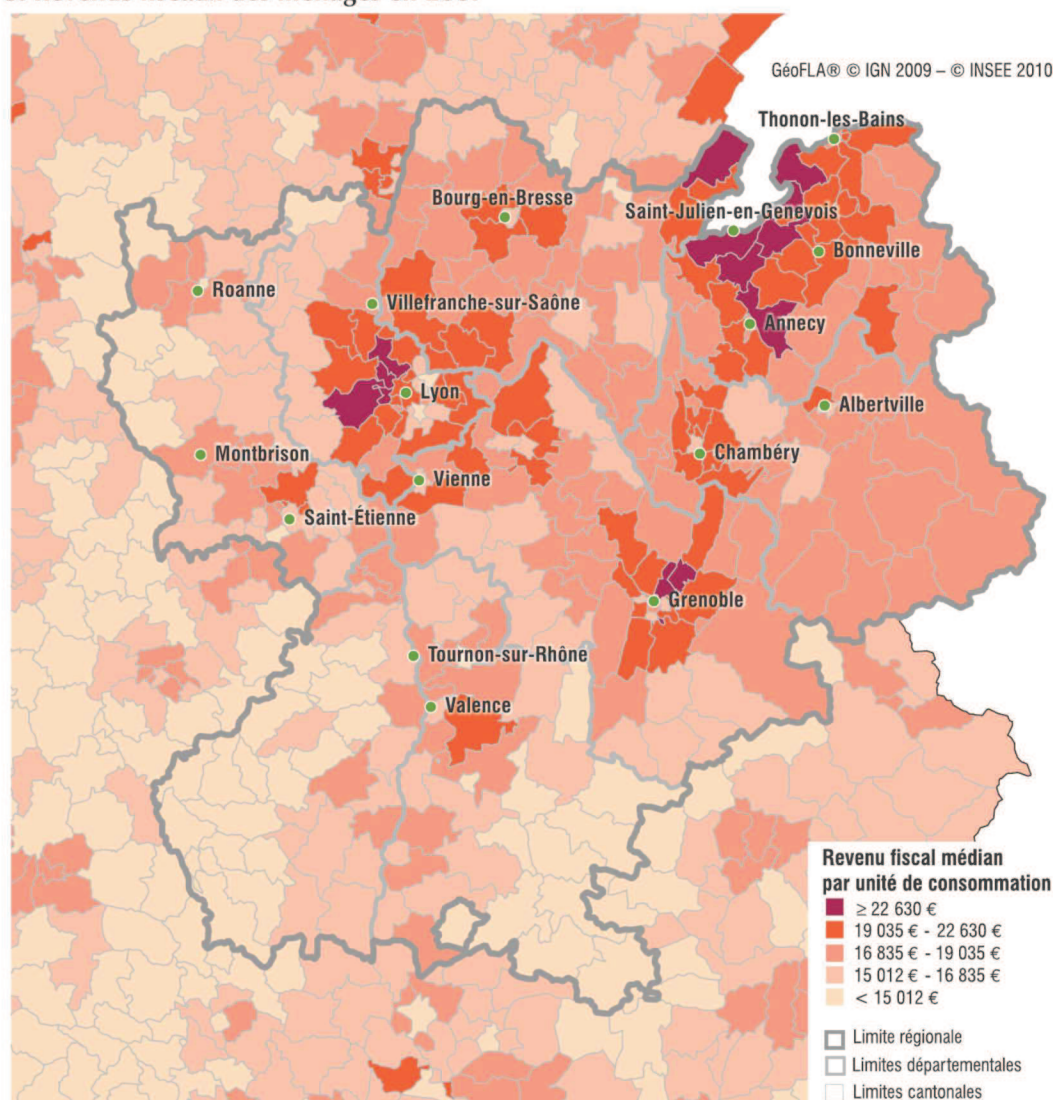 GéoFLA® © IGN 2009 – © INSEE 2010
Thonon-les-Bains
Bourg-en-Bresse
Saint-Julien-en-Genevois
Bonneville
Roanne
Villefranche-sur-Saône
Annecy
Lyon
Albertville
Montbrison
Chambéry
Vienne
Saint-Étienne
Grenoble
Tournon-sur-Rhône
Valence
Revenu fiscal médian
par unité de consommation
≥ 22 630 €
19 035 € - 22 630 €
16 835 € - 19 035 €
15 012 € - 16 835 €
< 15 012 €
Limite régionale
Limites départementales
Limites cantonales